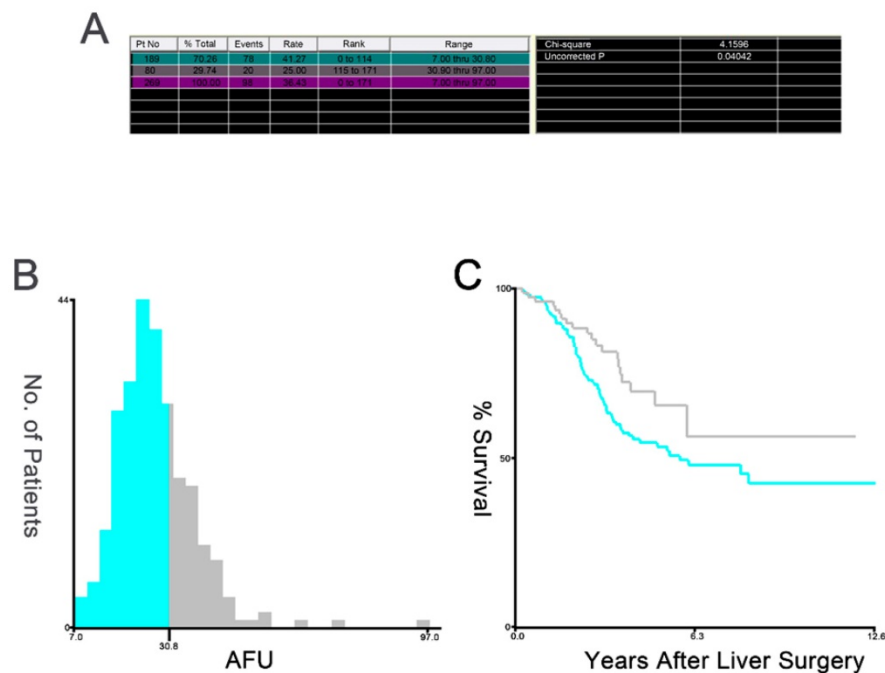 A
Pt No % Total Events Rate Rank Range
189 70.26 78 41.27 0 to 114 7.00 thru 30.80
80 29.74 20 25.00 115 to 171 30.90 thru 97.00
269 100.00 98 36.43 0 to 171 7.00 thru 97.00
Chi-square 4.1596
Uncorrected P 0.04042
B
44
No. of Patients
0
7.0 30.8 97.0
AFU
C
100
% Survival
50
0
0.0 6.3 12.6
Years After Liver Surgery